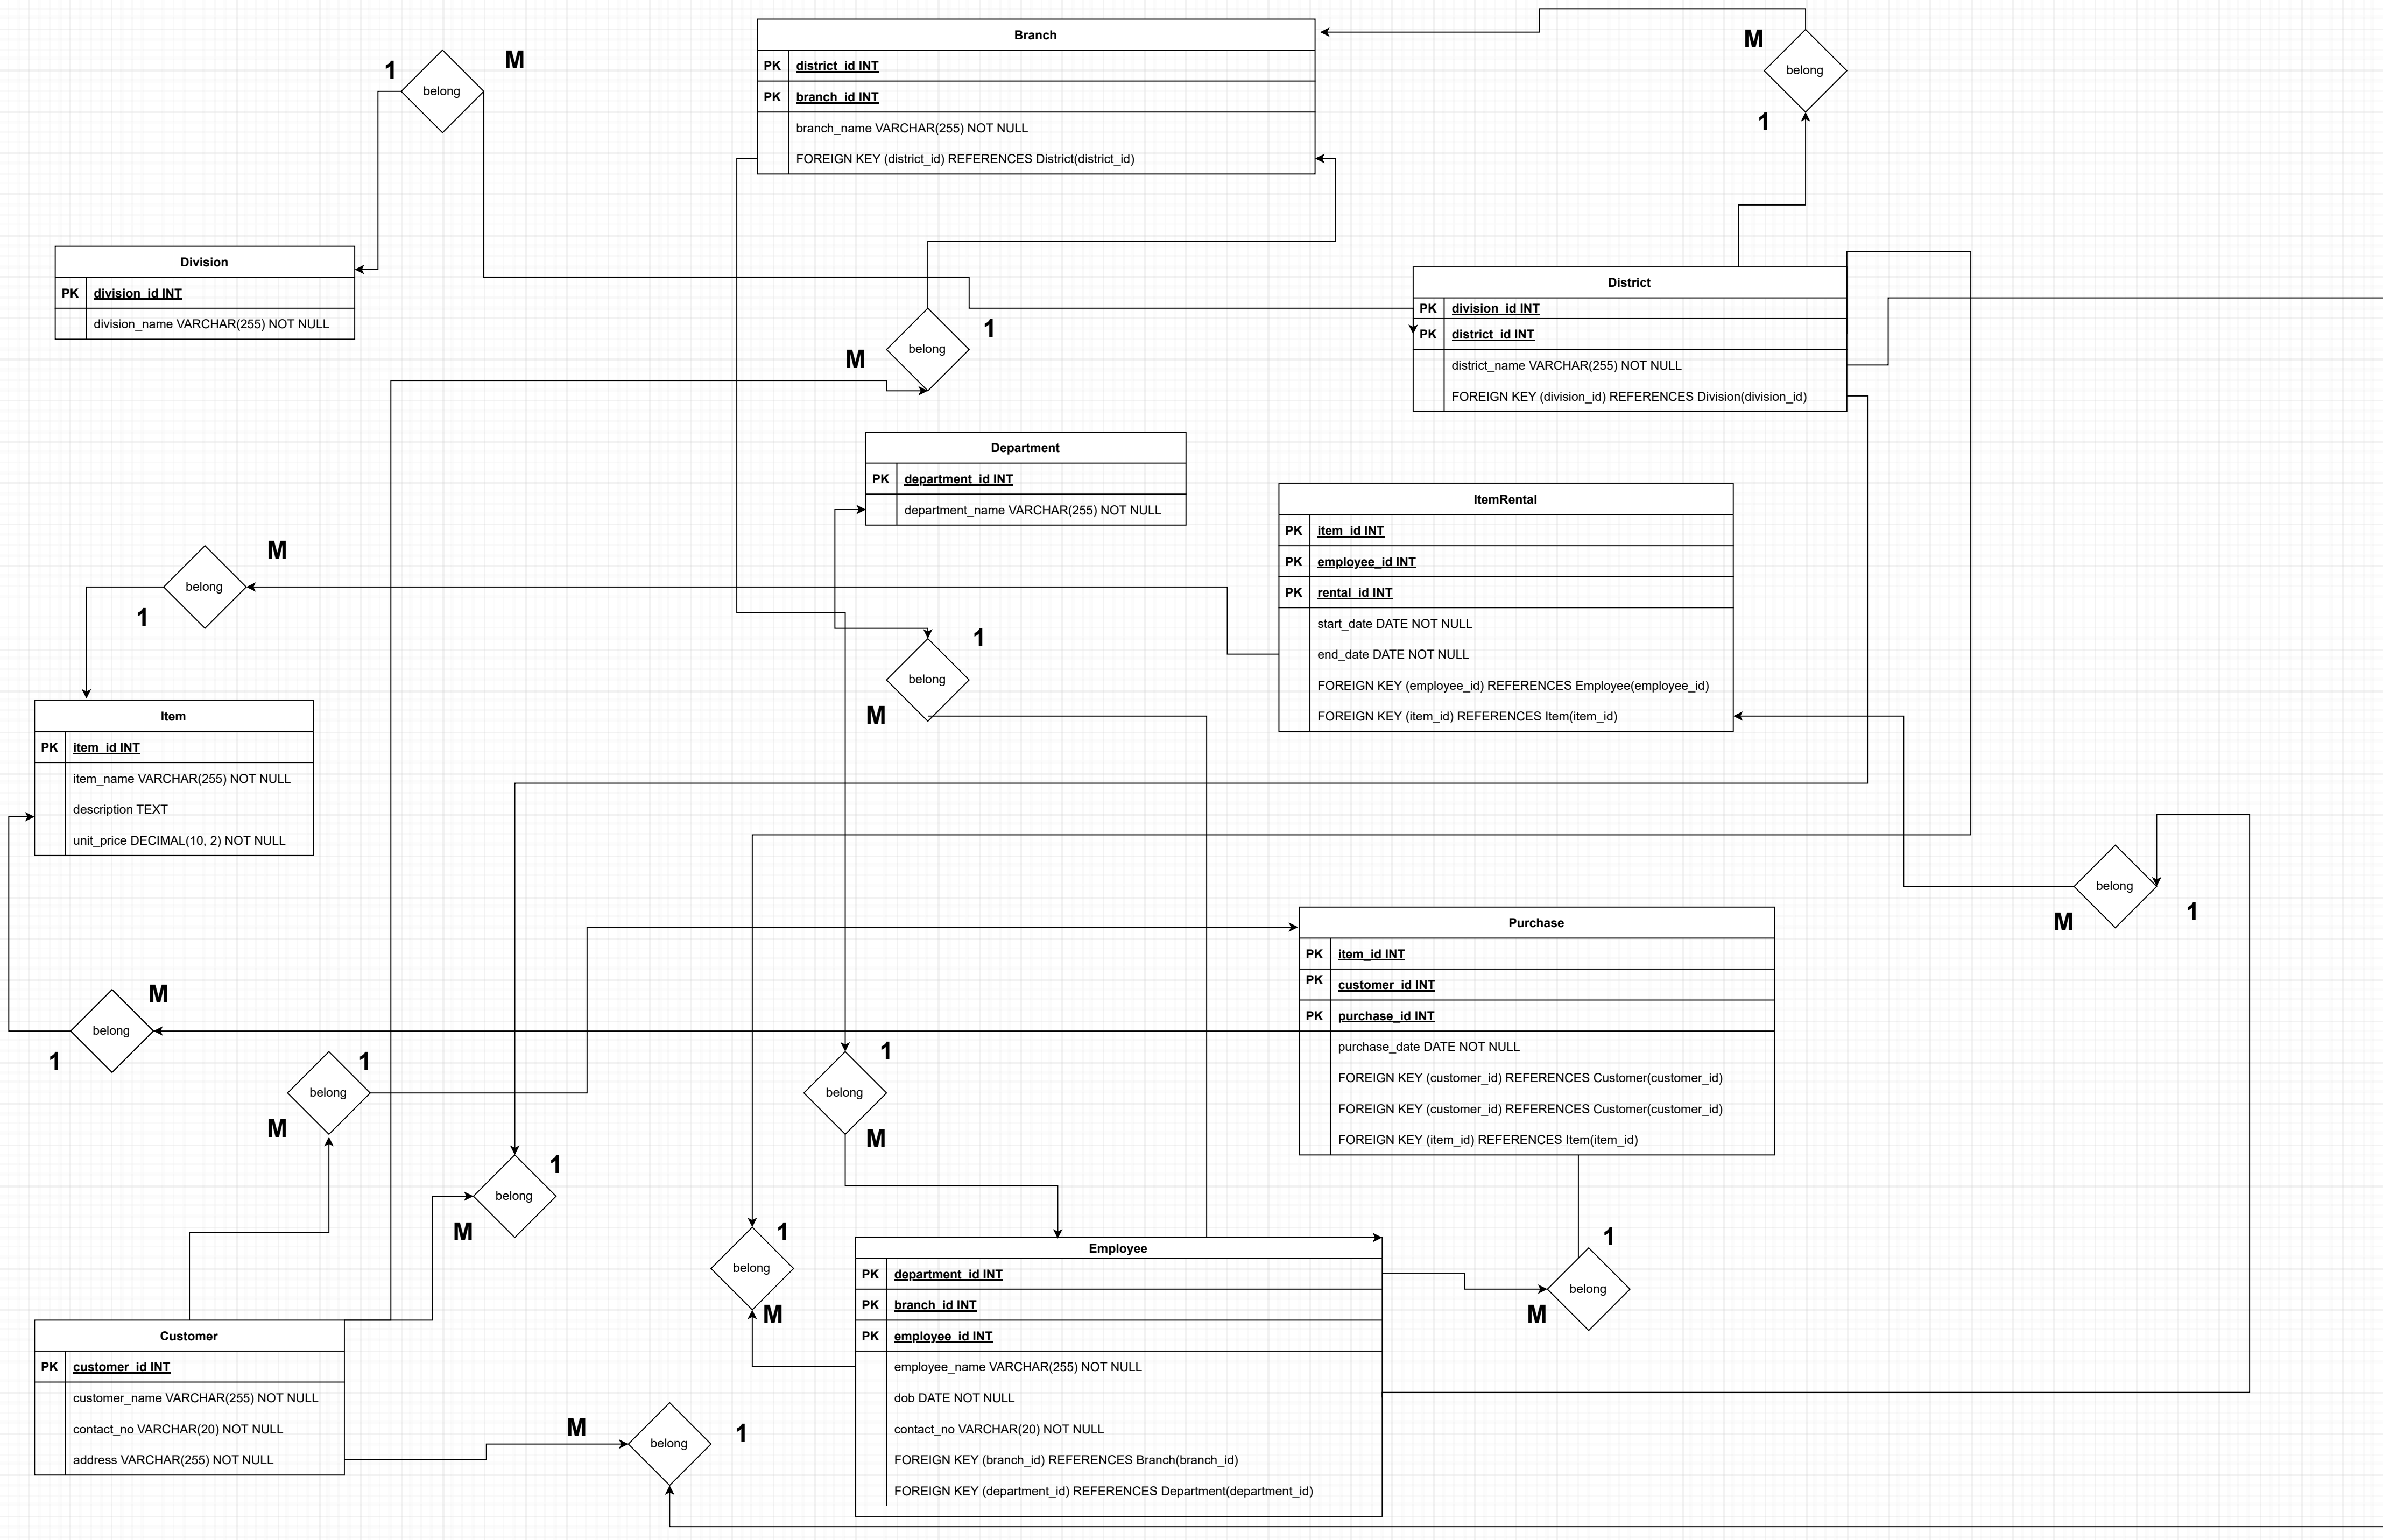 Branch
PK district_id INT
PK branch_id INT
branch_name VARCHAR(255) NOT NULL
FOREIGN KEY (district_id) REFERENCES District(district_id)
1
belong
M
M
belong
1
Division
PK division_id INT
division_name VARCHAR(255) NOT NULL
District
PK division_id INT
PK district_id INT
district_name VARCHAR(255) NOT NULL
FOREIGN KEY (division_id) REFERENCES Division(division_id)
1
belong
M
Department
PK department_id INT
department_name VARCHAR(255) NOT NULL
ItemRental
PK item_id INT
PK employee_id INT
PK rental_id INT
start_date DATE NOT NULL
end_date DATE NOT NULL
FOREIGN KEY (employee_id) REFERENCES Employee(employee_id)
FOREIGN KEY (item_id) REFERENCES Item(item_id)
M
belong
1
1
belong
M
Item
PK item_id INT
item_name VARCHAR(255) NOT NULL
description TEXT
unit_price DECIMAL(10, 2) NOT NULL
belong
1
M
Purchase
PK item_id INT
PK customer_id INT
PK purchase_id INT
purchase_date DATE NOT NULL
FOREIGN KEY (customer_id) REFERENCES Customer(customer_id)
FOREIGN KEY (customer_id) REFERENCES Customer(customer_id)
FOREIGN KEY (item_id) REFERENCES Item(item_id)
M
belong
1
1
belong
M
1
belong
M
1
belong
M
1
belong
M
1
belong
M
Employee
PK department_id INT
PK branch_id INT
PK employee_id INT
employee_name VARCHAR(255) NOT NULL
dob DATE NOT NULL
contact_no VARCHAR(20) NOT NULL
FOREIGN KEY (branch_id) REFERENCES Branch(branch_id)
FOREIGN KEY (department_id) REFERENCES Department(department_id)
Customer
PK customer_id INT
customer_name VARCHAR(255) NOT NULL
contact_no VARCHAR(20) NOT NULL
address VARCHAR(255) NOT NULL
M
belong
1